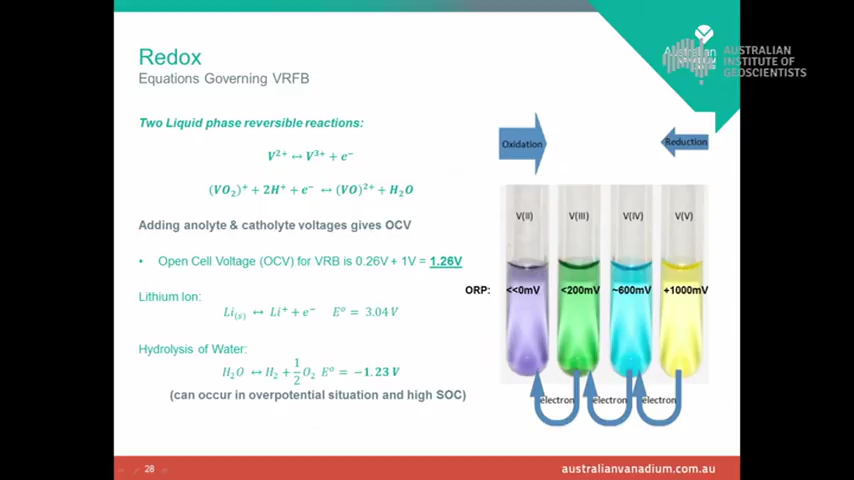 Redox
Equations Governing VRFB
AUSTRALIAN
INSTITUTE OF
GEOSCIENTISTS
Two Liquid phase reversible reactions:
V²⁺ ↔ V³⁺ + e⁻
(VO₂)⁺ + 2H⁺ + e⁻ ↔ (VO)²⁺ + H₂O
Adding anolyte & catholyte voltages gives OCV
• Open Cell Voltage (OCV) for VRB is 0.26V + 1V = 1.26V
Lithium Ion:
Li₍ₛ₎ ↔ Li⁺ + e⁻ E° = 3.04 V
Hydrolysis of Water:
H₂O ↔ H₂ + 1/2 O₂ E° = −1.23 V
(can occur in overpotential situation and high SOC)
Oxidation
Reduction
V(II) V(III) V(IV) V(V)
ORP: <<0mV <200mV ~600mV +1000mV
electron electron electron
28
australianvanadium.com.au